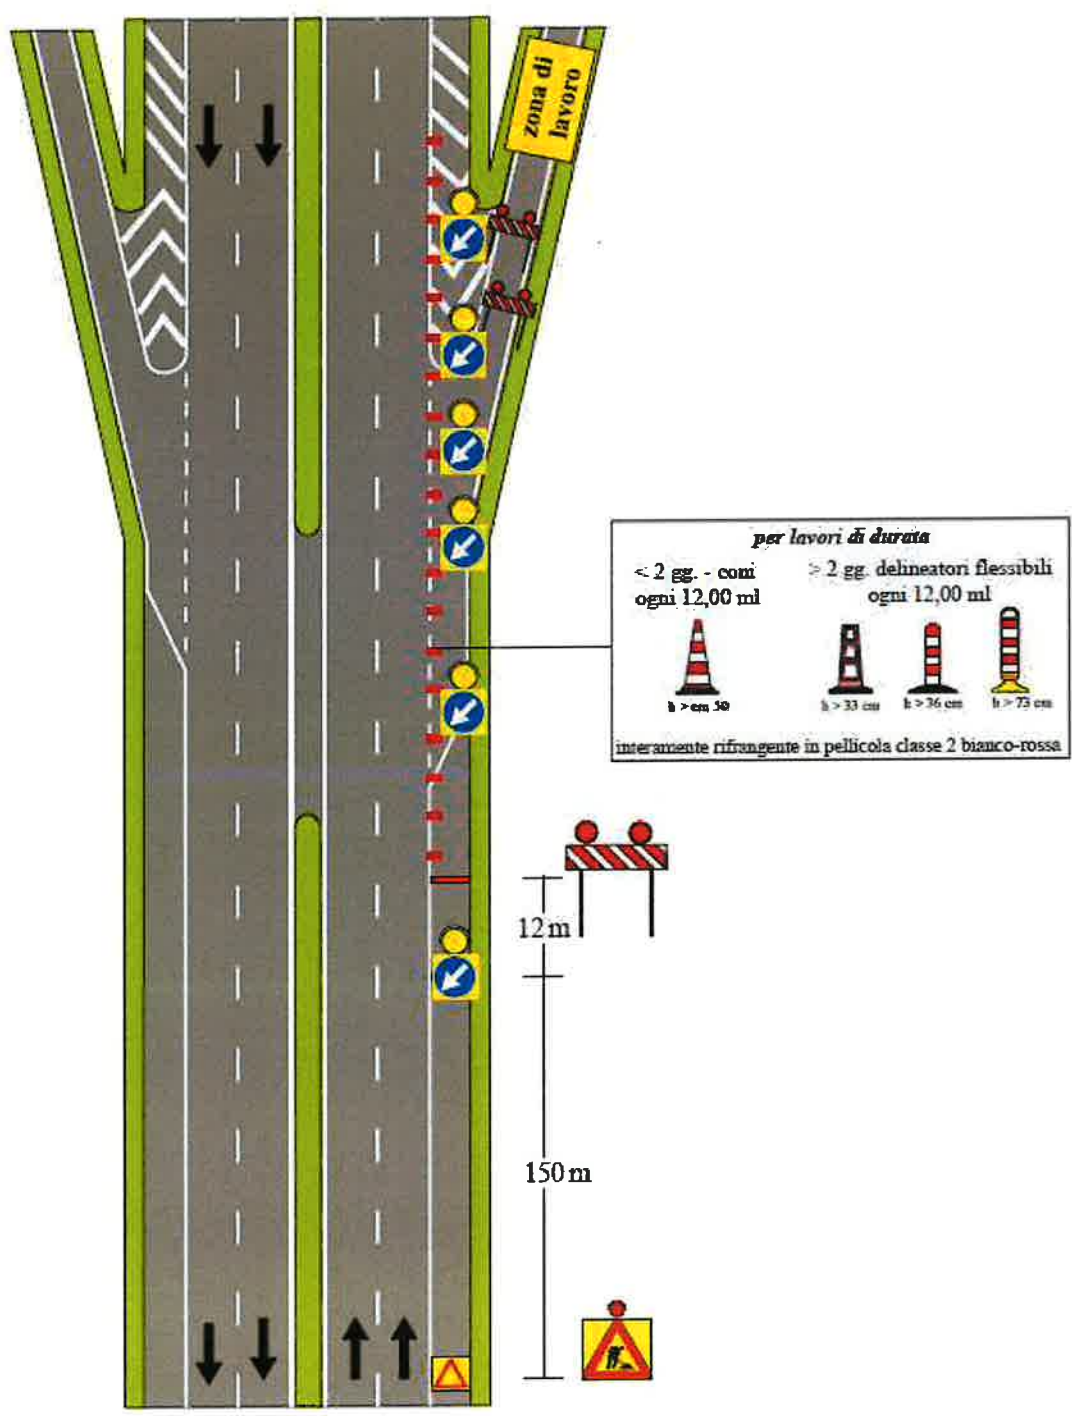 zona di
lavoro
per lavori di durata
< 2 gg. - coni
ogni 12,00 ml
> 2 gg. delineatori flessibili
ogni 12,00 ml
h > cm 50
h > 33 cm
h > 36 cm
h > 73 cm
interamente rifrangente in pellicola classe 2 bianco-rossa
12 m
150 m